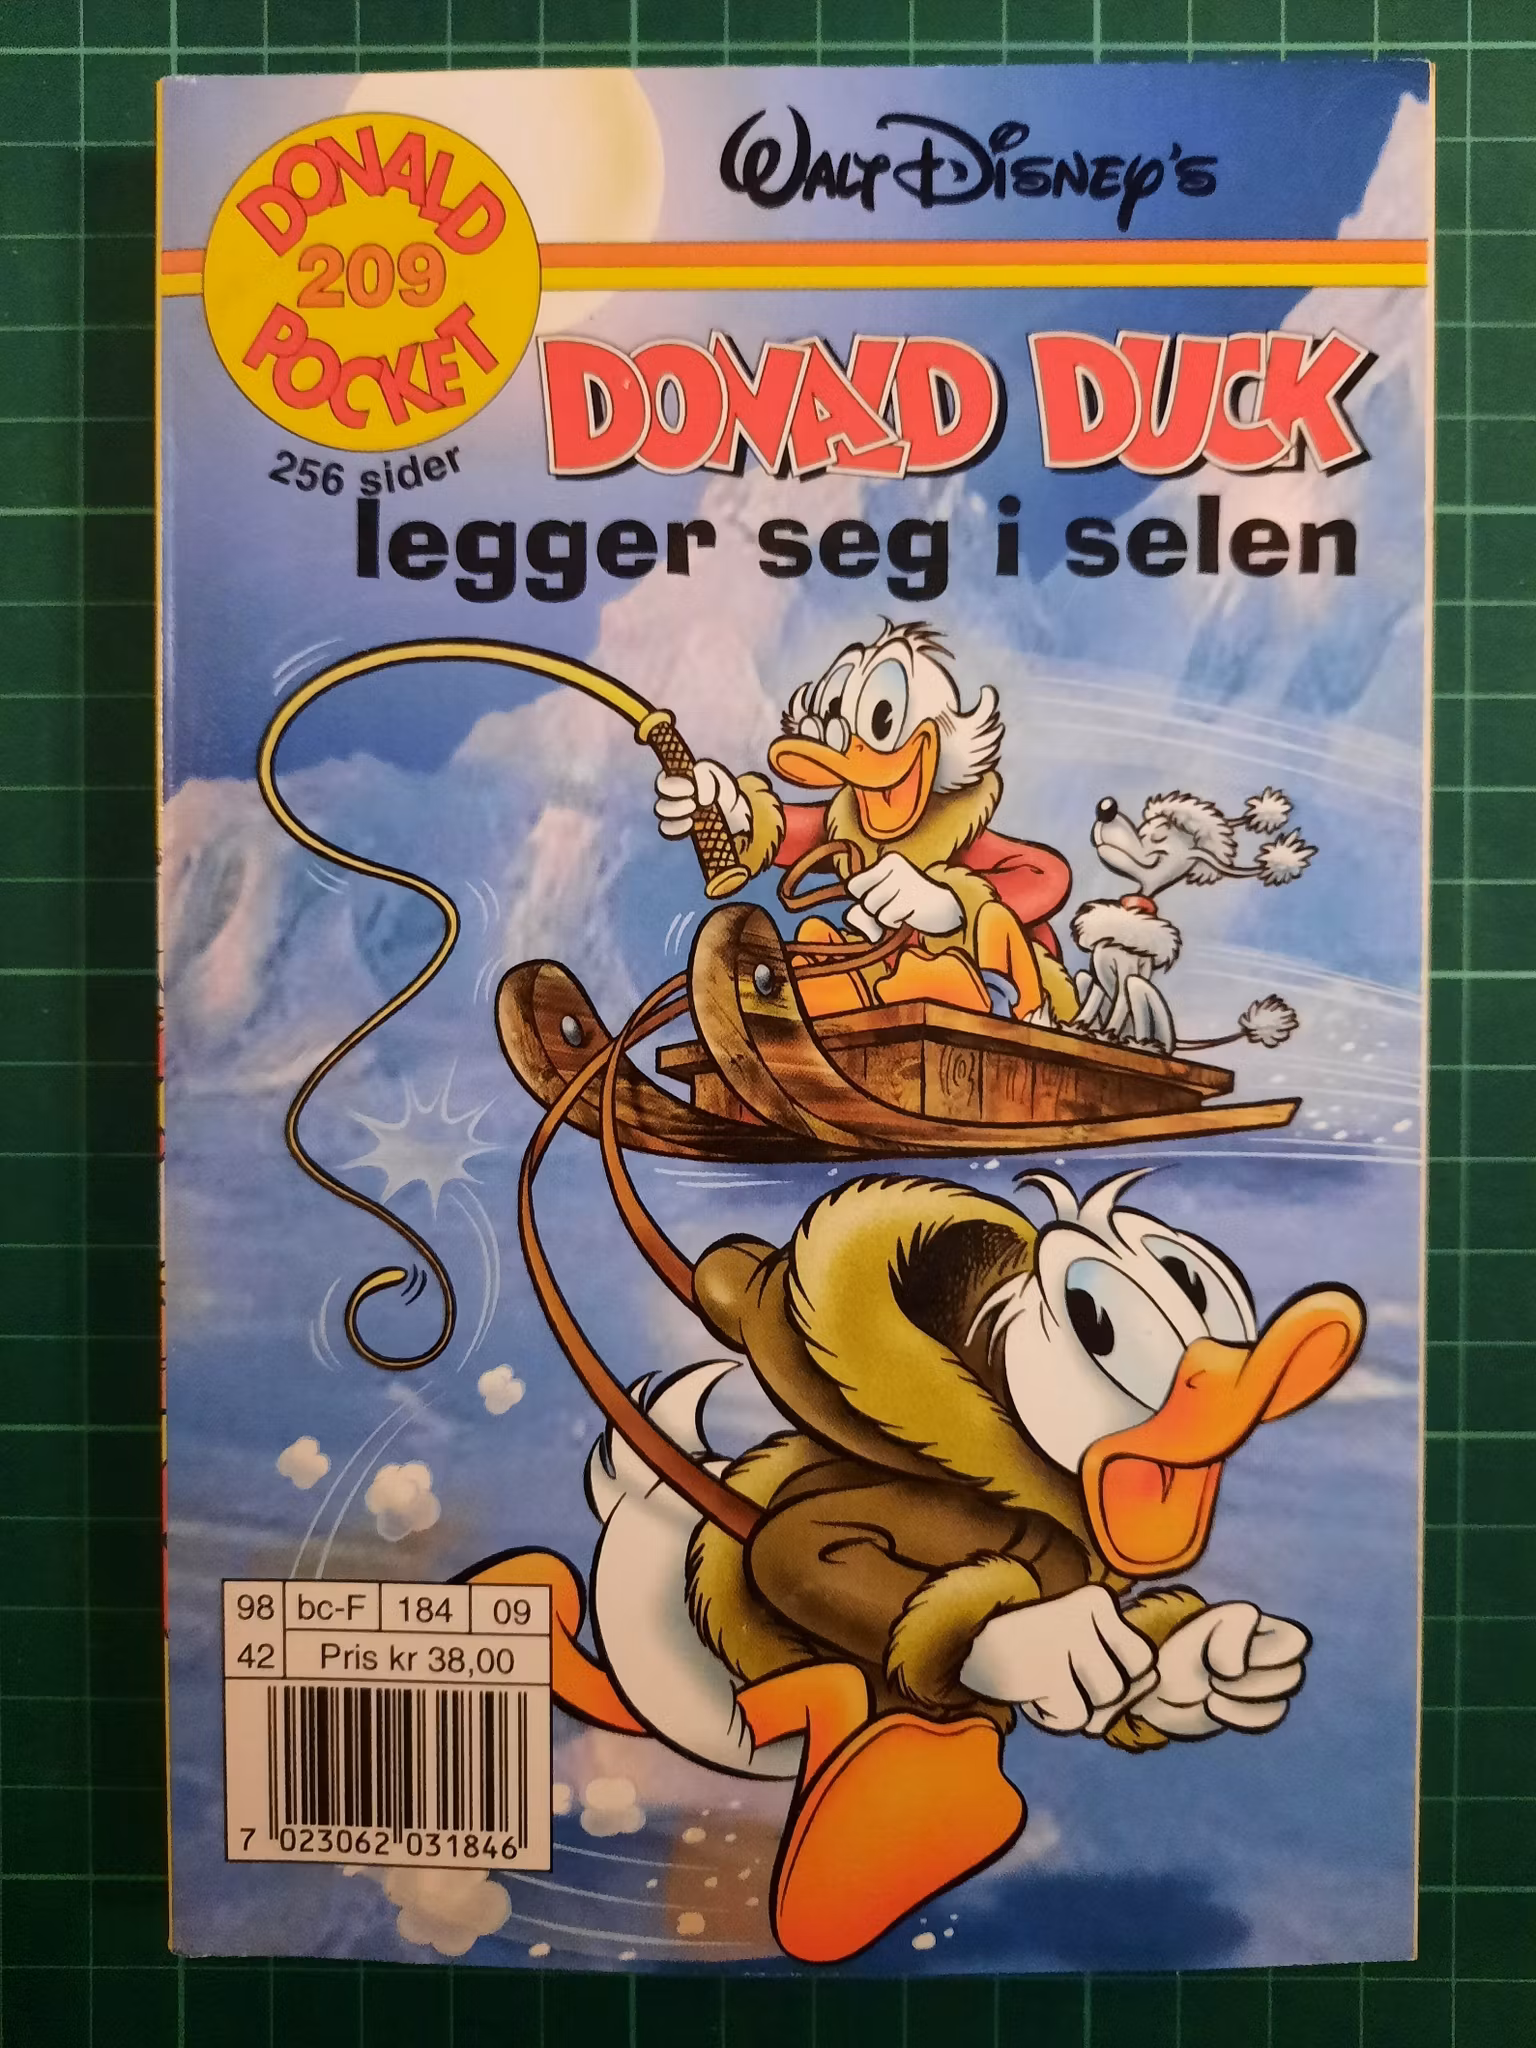 WALT DISNEY'S
DONALD
209
POCKET
256 sider
DONALD DUCK
legger seg i selen
98 bc-F 184 09
42 Pris kr 38,00
7 023062 031846